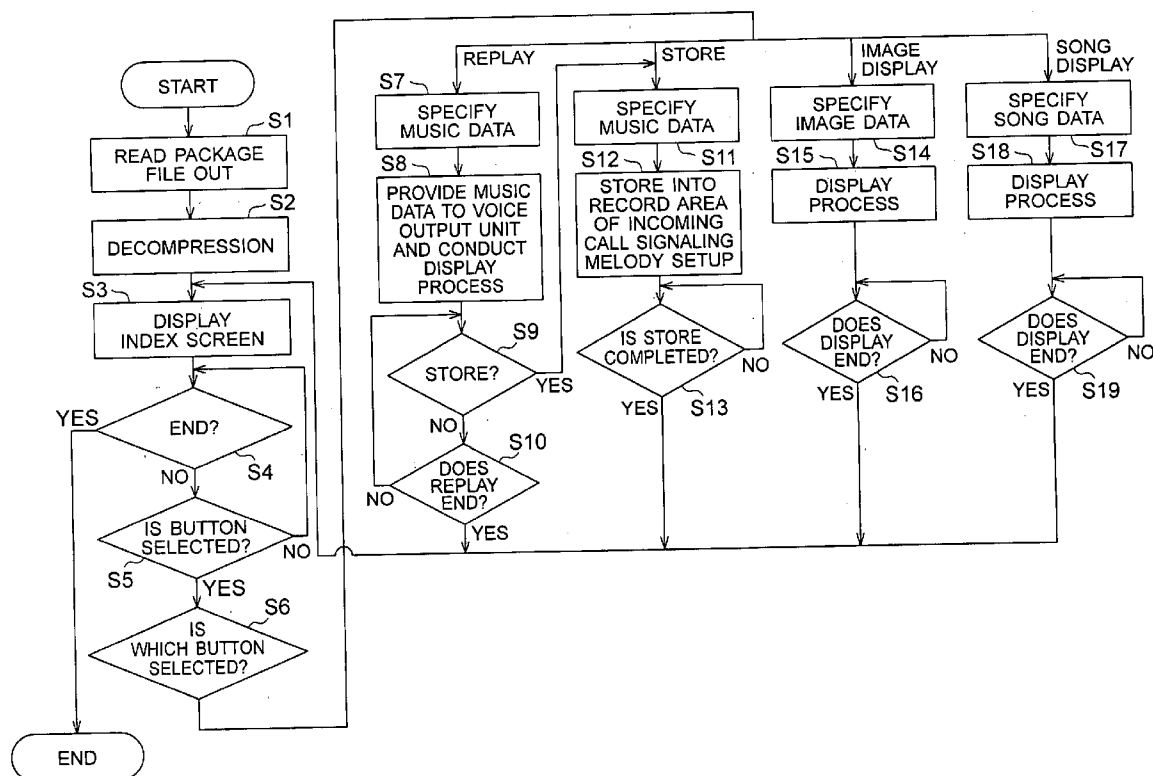 START
S1
READ PACKAGE
FILE OUT
S2
DECOMPRESSION
S3
DISPLAY
INDEX SCREEN
YES
END?
S4
NO
IS BUTTON
SELECTED?
NO
S5
YES
S6
IS
WHICH BUTTON
SELECTED?
END
REPLAY
S7
SPECIFY
MUSIC DATA
S8
PROVIDE MUSIC
DATA TO VOICE
OUTPUT UNIT
AND CONDUCT
DISPLAY
PROCESS
S9
STORE?
YES
NO
S10
DOES
REPLAY
END?
NO
YES
STORE
SPECIFY
MUSIC DATA
S11
S12
STORE INTO
RECORD AREA
OF INCOMING
CALL SIGNALING
MELODY SETUP
IS STORE
COMPLETED?
NO
YES
S13
IMAGE
DISPLAY
SPECIFY
IMAGE DATA
S14
S15
DISPLAY
PROCESS
DOES
DISPLAY
END?
NO
YES
S16
SONG
DISPLAY
SPECIFY
SONG DATA
S17
S18
DISPLAY
PROCESS
DOES
DISPLAY
END?
NO
YES
S19